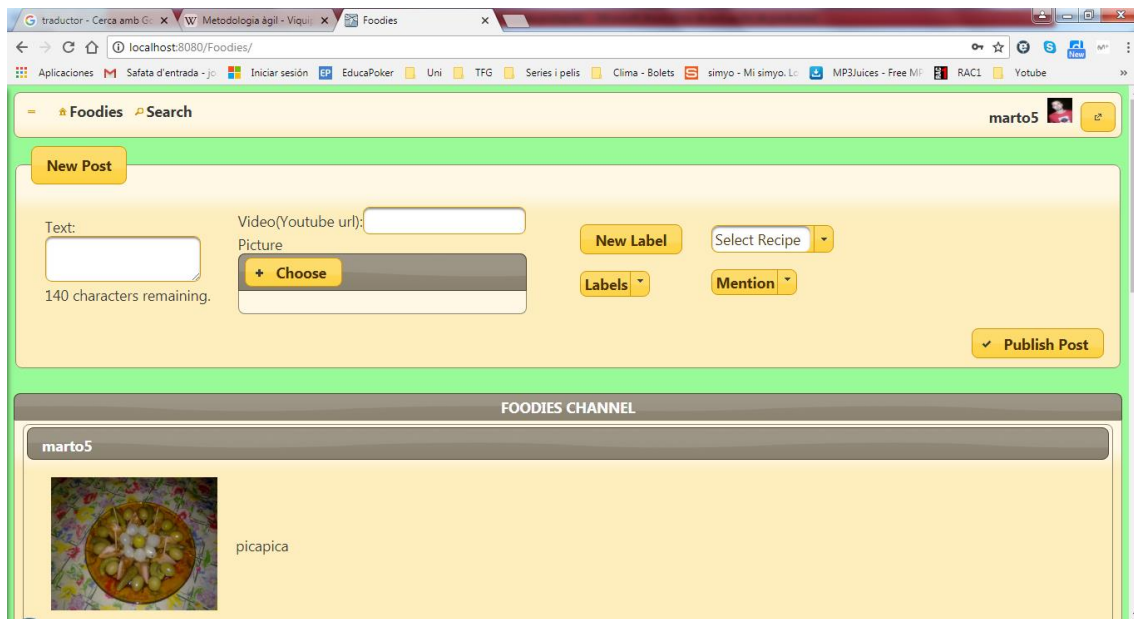 traductor - Cerca amb Go
Metodologia àgil - Viquip
Foodies
localhost:8080/Foodies/
New
Aplicaciones Safata d'entrada - jo Iniciar sesión EP EducaPoker Uni TFG Series i pelis Clima - Bolets simyo - Mi simyo. Lo MP3Juices - Free MP RAC1 Yotube »
Foodies Search
marto5
New Post
Text:
Video(Youtube url):
Picture
+ Choose
140 characters remaining.
New Label
Select Recipe
Labels
Mention
Publish Post
FOODIES CHANNEL
marto5
picapica